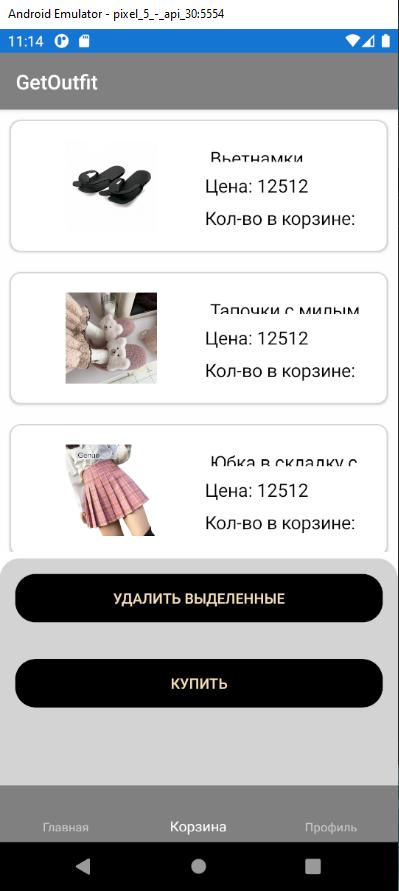 Android Emulator - pixel_5_-_api_30:5554
11:14
GetOutfit
Вьетнамки
Цена: 12512
Кол-во в корзине:
Тапочки с милым
Цена: 12512
Кол-во в корзине:
Юбка в складку с
Цена: 12512
Кол-во в корзине:
УДАЛИТЬ ВЫДЕЛЕННЫЕ
КУПИТЬ
Главная Корзина Профиль